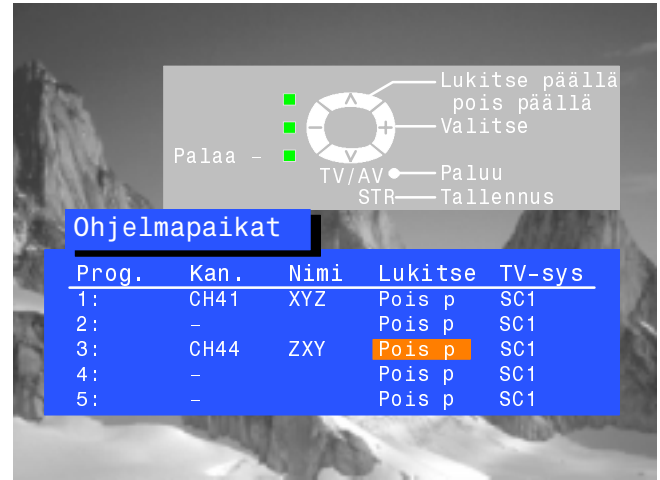 Lukitse päällä
pois päällä
Valitse
Palaa –
TV/AV
Paluu
STR
Tallennus
Ohjelmapaikat
Prog. Kan. Nimi Lukitse TV-sys
1: CH41 XYZ Pois p SC1
2: – Pois p SC1
3: CH44 ZXY Pois p SC1
4: – Pois p SC1
5: – Pois p SC1